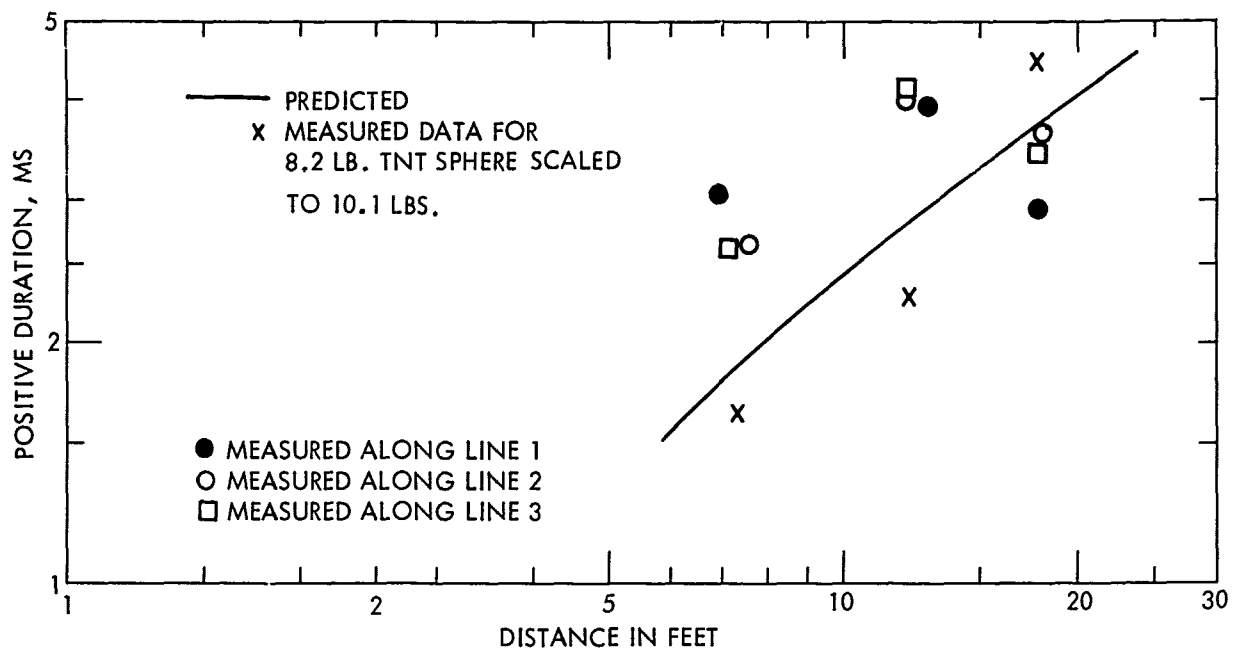 5
PREDICTED
x MEASURED DATA FOR
8.2 LB. TNT SPHERE SCALED
TO 10.1 LBS.
POSITIVE DURATION, MS
2
MEASURED ALONG LINE 1
MEASURED ALONG LINE 2
MEASURED ALONG LINE 3
1
1 2 5 10 20 30
DISTANCE IN FEET